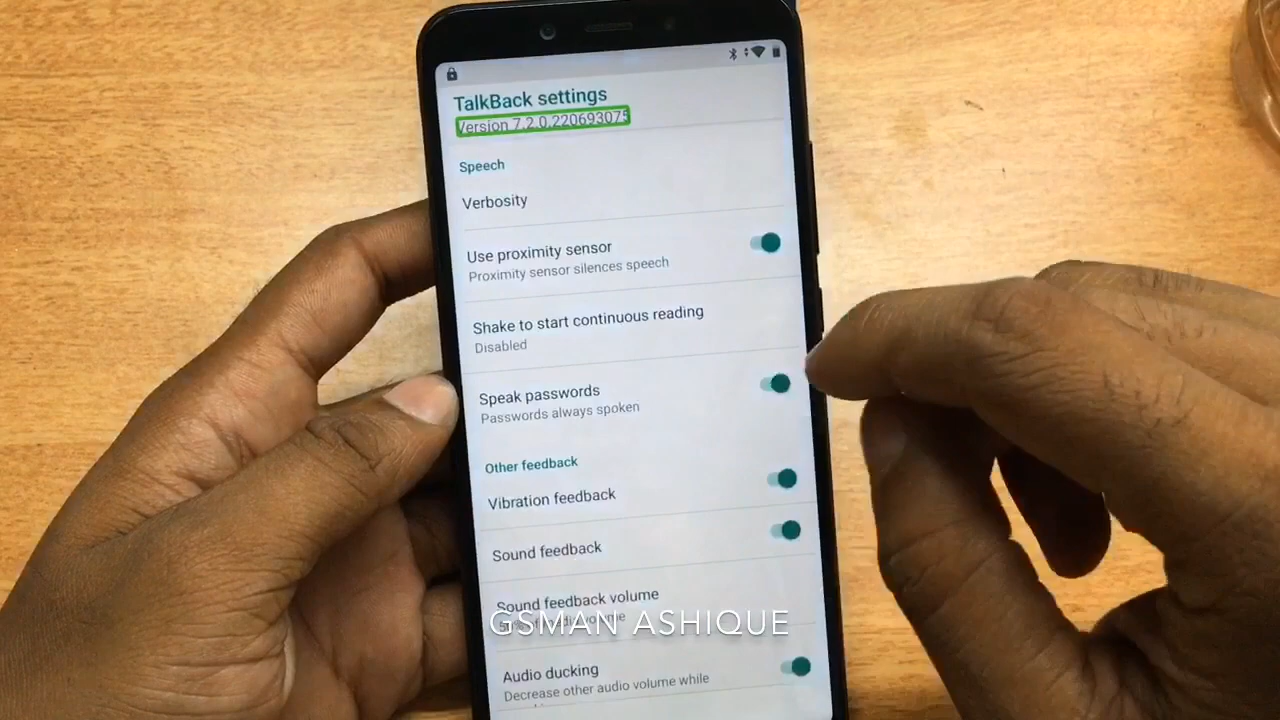 TalkBack settings
Version 7.2.0.220693075
Speech
Verbosity
Use proximity sensor
Proximity sensor silences speech
Shake to start continuous reading
Disabled
Speak passwords
Passwords always spoken
Other feedback
Vibration feedback
Sound feedback
Sound feedback volume
GSMAN ASHIQUE
Audio ducking
Decrease other audio volume while